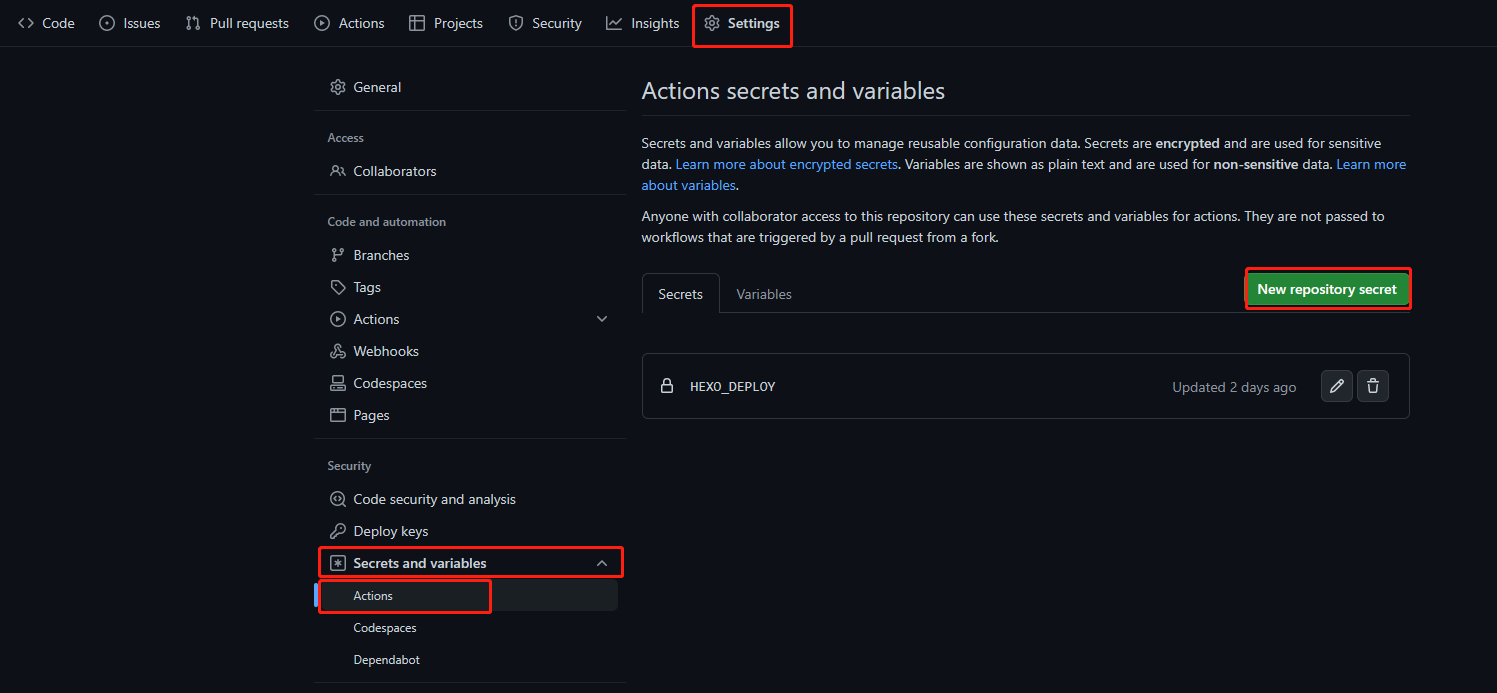 Code Issues Pull requests Actions Projects Security Insights Settings
General
Access
Collaborators
Code and automation
Branches
Tags
Actions
Webhooks
Codespaces
Pages
Security
Code security and analysis
Deploy keys
Secrets and variables
Actions
Codespaces
Dependabot
Actions secrets and variables
Secrets and variables allow you to manage reusable configuration data. Secrets are encrypted and are used for sensitive
data. Learn more about encrypted secrets. Variables are shown as plain text and are used for non-sensitive data. Learn more
about variables.
Anyone with collaborator access to this repository can use these secrets and variables for actions. They are not passed to
workflows that are triggered by a pull request from a fork.
Secrets Variables New repository secret
HEXO_DEPLOY Updated 2 days ago